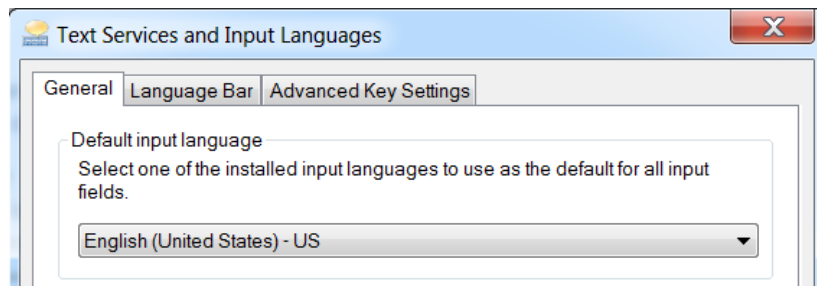 Text Services and Input Languages
General Language Bar Advanced Key Settings
Default input language
Select one of the installed input languages to use as the default for all input
fields.
English (United States) - US